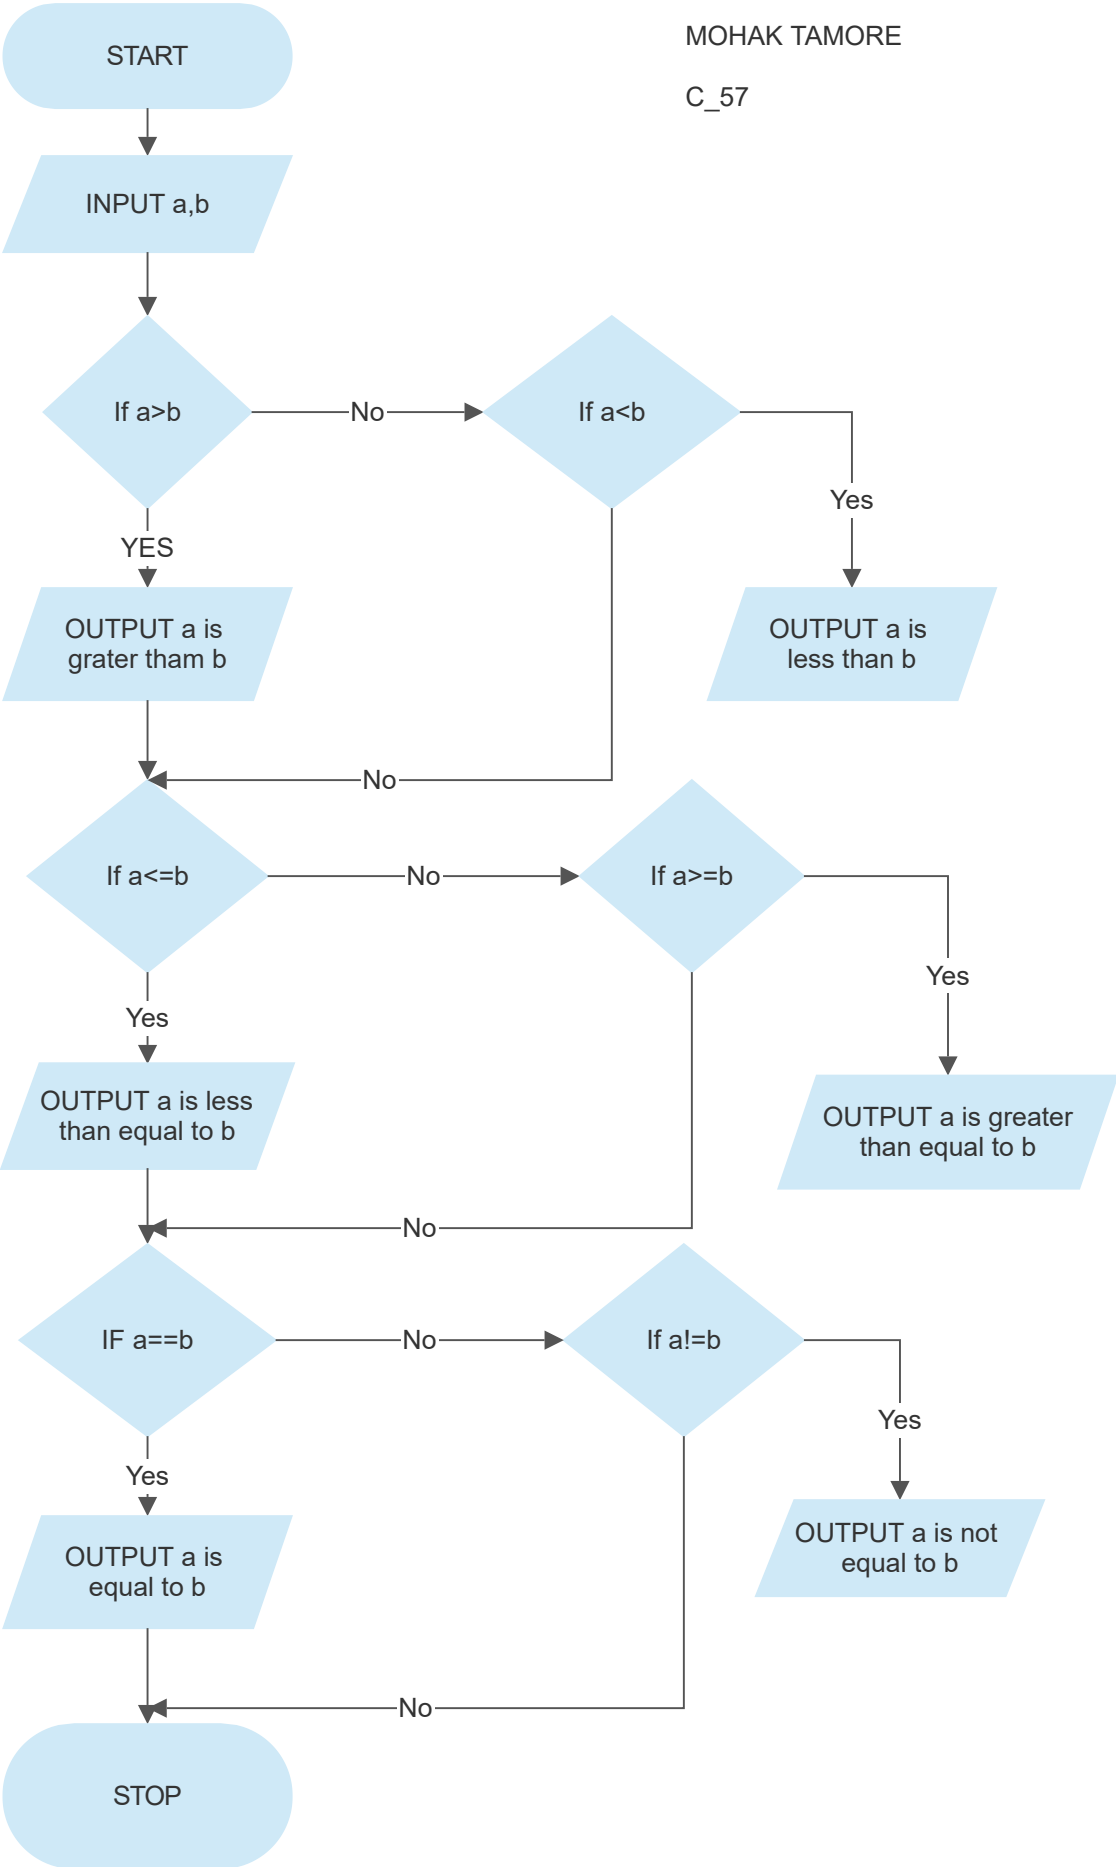 START
MOHAK TAMORE
C_57
INPUT a,b
If a>b
No
If a<b
Yes
YES
OUTPUT a is
grater tham b
OUTPUT a is
less than b
No
If a<=b
No
If a>=b
Yes
Yes
OUTPUT a is less
than equal to b
OUTPUT a is greater
than equal to b
No
IF a==b
No
If a!=b
Yes
Yes
OUTPUT a is not
equal to b
OUTPUT a is
equal to b
No
STOP